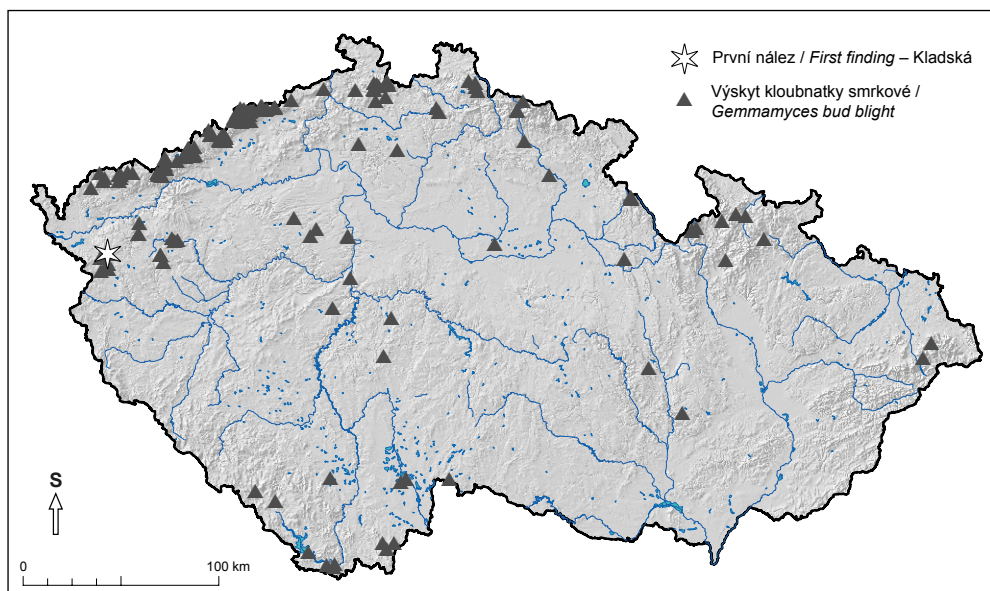 První nález / First finding – Kladská
Výskyt kloubnatky smrkové /
Gemmamyces bud blight
S
0 100 km